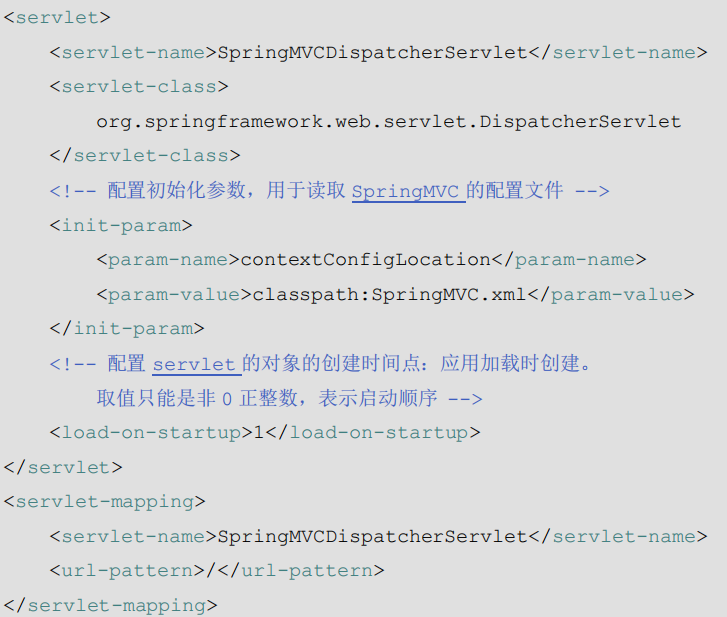 <servlet>
<servlet-name>SpringMVCDispatcherServlet</servlet-name>
<servlet-class>
org.springframework.web.servlet.DispatcherServlet
</servlet-class>
<!-- 配置初始化参数，用于读取 SpringMVC 的配置文件 -->
<init-param>
<param-name>contextConfigLocation</param-name>
<param-value>classpath:SpringMVC.xml</param-value>
</init-param>
<!-- 配置 servlet 的对象的创建时间点：应用加载时创建。
取值只能是非 0 正整数，表示启动顺序 -->
<load-on-startup>1</load-on-startup>
</servlet>
<servlet-mapping>
<servlet-name>SpringMVCDispatcherServlet</servlet-name>
<url-pattern>/</url-pattern>
</servlet-mapping>